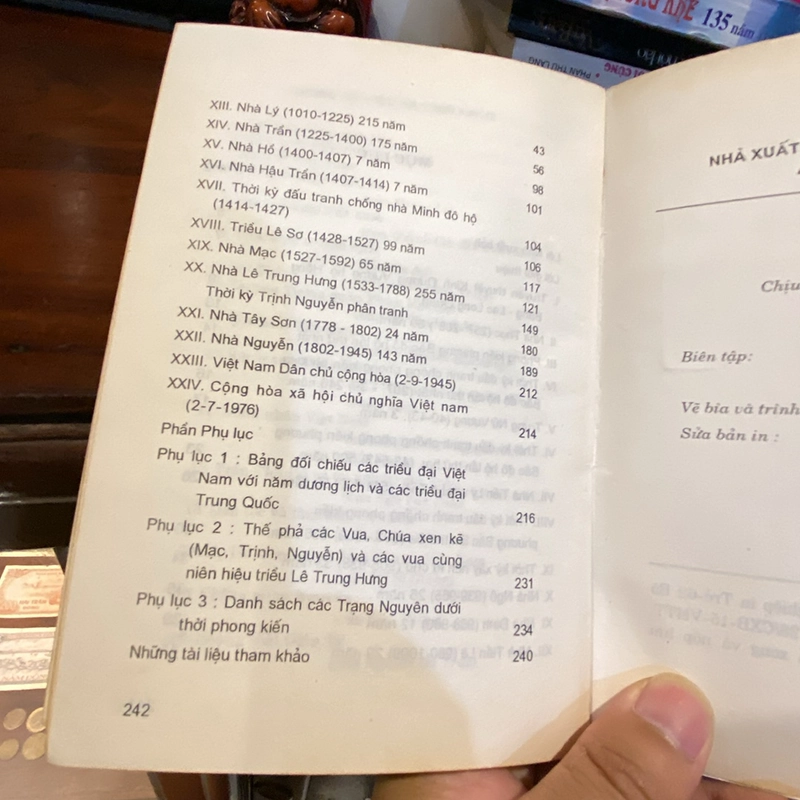 XIII. Nhà Lý (1010-1225) 215 năm 43
XIV. Nhà Trần (1225-1400) 175 năm 56
XV. Nhà Hồ (1400-1407) 7 năm 98
XVI. Nhà Hậu Trần (1407-1414) 7 năm 101
XVII. Thời kỳ đấu tranh chống nhà Minh đô hộ
(1414-1427) 104
XVIII. Triều Lê Sơ (1428-1527) 99 năm 106
XIX. Nhà Mạc (1527-1592) 65 năm 117
XX. Nhà Lê Trung Hưng (1533-1788) 255 năm 121
Thời kỳ Trịnh Nguyễn phân tranh 149
XXI. Nhà Tây Sơn (1778 - 1802) 24 năm 180
XXII. Nhà Nguyễn (1802-1945) 143 năm 189
XXIII. Việt Nam Dân chủ cộng hòa (2-9-1945) 212
XXIV. Cộng hòa xã hội chủ nghĩa Việt nam
(2-7-1976) 214
Phần Phụ lục
Phụ lục 1 : Bảng đối chiếu các triều đại Việt
Nam với năm dương lịch và các triều đại
Trung Quốc 216
Phụ lục 2 : Thế phả các Vua, Chúa xen kẽ
(Mạc, Trịnh, Nguyễn) và các vua cùng
niên hiệu triều Lê Trung Hưng 231
Phụ lục 3 : Danh sách các Trạng Nguyên dưới
thời phong kiến 234
Những tài liệu tham khảo 240
242
NHÀ XUẤT
Chịu
Biên tập:
Vẽ bìa và trình
Sửa bản in :
135 năm
PHAN THU LANG